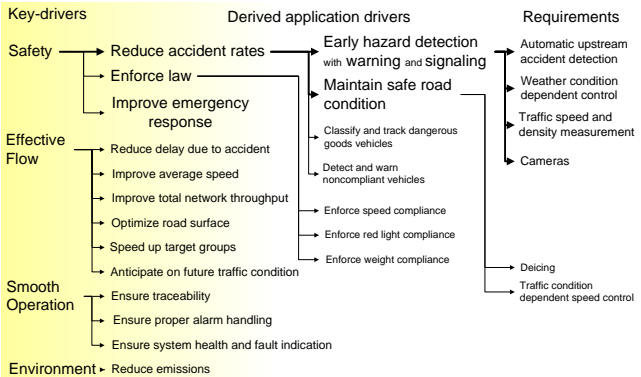 Key-drivers
Derived application drivers
Requirements
Safety
Reduce accident rates
Enforce law
Improve emergency
response
Early hazard detection
with warning and signaling
Maintain safe road
condition
Classify and track dangerous
goods vehicles
Detect and warn
noncompliant vehicles
Enforce speed compliance
Enforce red light compliance
Enforce weight compliance
Automatic upstream
accident detection
Weather condition
dependent control
Traffic speed and
density measurement
Cameras
Deicing
Traffic condition
dependent speed control
Effective
Flow
Reduce delay due to accident
Improve average speed
Improve total network throughput
Optimize road surface
Speed up target groups
Anticipate on future traffic condition
Smooth
Operation
Ensure traceability
Ensure proper alarm handling
Ensure system health and fault indication
Environment
Reduce emissions